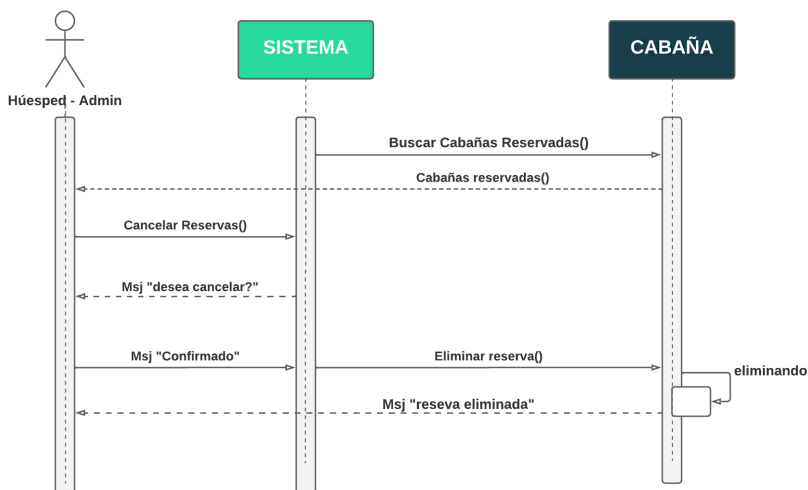 SISTEMA
CABAÑA
Húesped - Admin
Buscar Cabañas Reservadas()
Cabañas reservadas()
Cancelar Reservas()
Msj "desea cancelar?"
Msj "Confirmado"
Eliminar reserva()
eliminando
Msj "reseva eliminada"